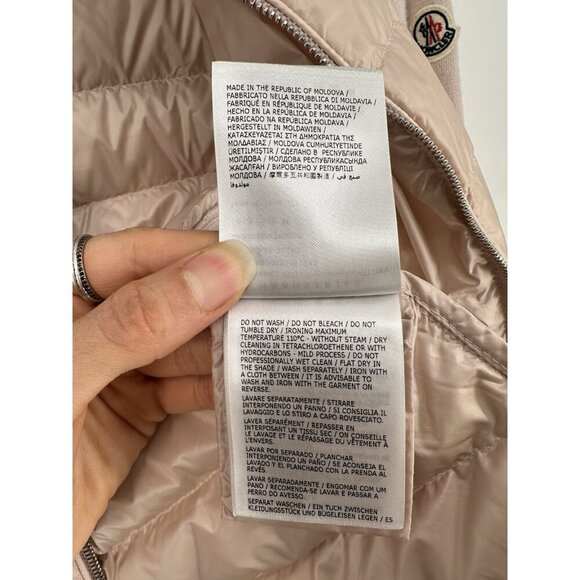 MONCLER
MADE IN THE REPUBLIC OF MOLDOVA /
FABBRICATO NELLA REPUBBLICA DI MOLDAVIA /
FABRIQUÉ EN RÉPUBLIQUE DE MOLDAVIE /
HECHO EN LA REPÚBLICA DE MOLDAVIA /
FABRICADO NA REPÚBLICA MOLDAVA /
HERGESTELLT IN MOLDAWIEN /
ΚΑΤΑΣΚΕΥΑΖΕΤΑΙ ΣΤΗ ΔΗΜΟΚΡΑΤΙΑ ΤΗΣ
ΜΟΛΔΑΒΙΑΣ / MOLDOVA CUMHURIYETINDE
ÜRETILMIŞTIR / СДЕЛАНО В РЕСПУБЛИКЕ
МОЛДОВА / МОЛДОВА РЕСПУБЛИКАСЫНДА
ЖАСАЛҒАН / ВИРОБЛЕНО У РЕСПУБЛІЦІ
МОЛДОВА / 摩爾多瓦共和國製造 / صنع في
مولدوفا
DO NOT WASH / DO NOT BLEACH / DO NOT
TUMBLE DRY / IRONING MAXIMUM
TEMPERATURE 110°C - WITHOUT STEAM / DRY
CLEANING IN TETRACHLOROETHENE OR WITH
HYDROCARBONS - MILD PROCESS / DO NOT
PROFESSIONALLY WET CLEAN / FLAT DRY IN
THE SHADE / WASH SEPARATELY / IRON WITH
A CLOTH BETWEEN / IT IS ADVISABLE TO
WASH AND IRON WITH THE GARMENT ON
REVERSE.
LAVARE SEPARATAMENTE / STIRARE
INTERPONENDO UN PANNO / SI CONSIGLIA IL
LAVAGGIO E LO STIRO A CAPO ROVESCIATO.
LAVER SÉPARÉMENT / REPASSER EN
INTERPOSANT UN TISSU SEC / ON CONSEILLE
LE LAVAGE ET LE RÉPASSAGE DU VÊTEMENT À
L'ENVERS.
LAVAR POR SEPARADO / PLANCHAR
INTERPONIENDO UN PAÑO / SE ACONSEJA EL
LAVADO Y EL PLANCHADO CON LA PRENDA AL
REVÉS.
LAVAR SEPARADAMENTE / ENGOMAR COM UM
PANO / RECOMENDA-SE LAVAR E PASSAR A
FERRO DO AVESSO.
SEPARAT WASCHEN / EIN TUCH ZWISCHEN
KLEIDUNGSSTÜCK UND BÜGELEISEN LEGEN / ES